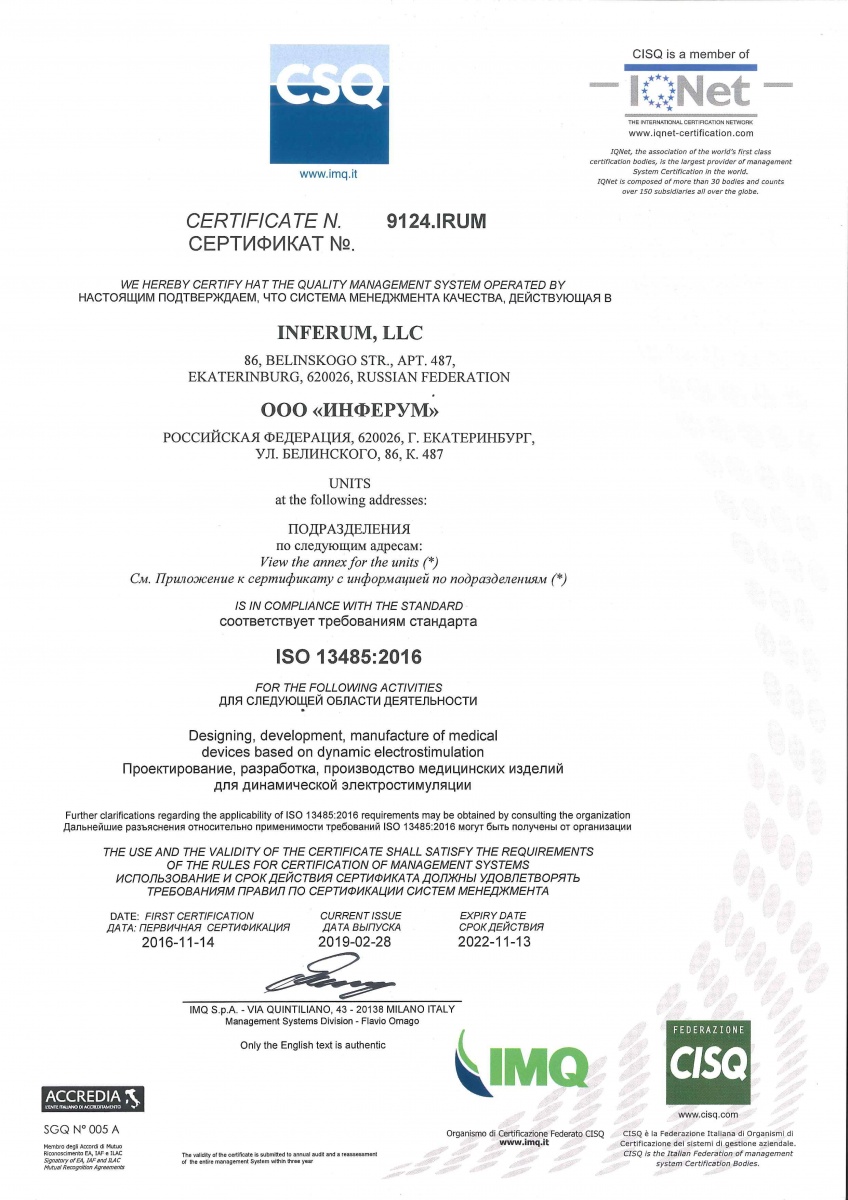 CSQ
www.imq.it
CISQ is a member of
IQNet
THE INTERNATIONAL CERTIFICATION NETWORK
www.iqnet-certification.com
IQNet, the association of the world's first class
certification bodies, is the largest provider of management
System Certification in the world.
IQNet is composed of more than 30 bodies and counts
over 150 subsidiaries all over the globe.
CERTIFICATE N. 9124.IRUM
СЕРТИФИКАТ №.
WE HEREBY CERTIFY HAT THE QUALITY MANAGEMENT SYSTEM OPERATED BY
НАСТОЯЩИМ ПОДТВЕРЖДАЕМ, ЧТО СИСТЕМА МЕНЕДЖМЕНТА КАЧЕСТВА, ДЕЙСТВУЮЩАЯ В
INFERUM, LLC
86, BELINSKOGO STR., APT. 487,
EKATERINBURG, 620026, RUSSIAN FEDERATION
ООО «ИНФЕРУМ»
РОССИЙСКАЯ ФЕДЕРАЦИЯ, 620026, Г. ЕКАТЕРИНБУРГ,
УЛ. БЕЛИНСКОГО, 86, К. 487
UNITS
at the following addresses:
ПОДРАЗДЕЛЕНИЯ
по следующим адресам:
View the annex for the units (*)
См. Приложение к сертификату с информацией по подразделениям (*)
IS IN COMPLIANCE WITH THE STANDARD
соответствует требованиям стандарта
ISO 13485:2016
FOR THE FOLLOWING ACTIVITIES
ДЛЯ СЛЕДУЮЩЕЙ ОБЛАСТИ ДЕЯТЕЛЬНОСТИ
Designing, development, manufacture of medical
devices based on dynamic electrostimulation
Проектирование, разработка, производство медицинских изделий
для динамической электростимуляции
Further clarifications regarding the applicability of ISO 13485:2016 requirements may be obtained by consulting the organization
Дальнейшие разъяснения относительно применимости требований ISO 13485:2016 могут быть получены от организации
THE USE AND THE VALIDITY OF THE CERTIFICATE SHALL SATISFY THE REQUIREMENTS
OF THE RULES FOR CERTIFICATION OF MANAGEMENT SYSTEMS
ИСПОЛЬЗОВАНИЕ И СРОК ДЕЙСТВИЯ СЕРТИФИКАТА ДОЛЖНЫ УДОВЛЕТВОРЯТЬ
ТРЕБОВАНИЯМ ПРАВИЛ ПО СЕРТИФИКАЦИИ СИСТЕМ МЕНЕДЖМЕНТА
DATE: FIRST CERTIFICATION CURRENT ISSUE EXPIRY DATE
ДАТА: ПЕРВИЧНАЯ СЕРТИФИКАЦИЯ ДАТА ВЫПУСКА СРОК ДЕЙСТВИЯ
2016-11-14 2019-02-28 2022-11-13
IMQ S.p.A. - VIA QUINTILIANO, 43 - 20138 MILANO ITALY
Management Systems Division - Flavio Ornago
Only the English text is authentic
ACCREDIA
L'ENTE ITALIANO DI ACCREDITAMENTO
SGQ N° 005 A
Membro degli Accordi di Mutuo
Riconoscimento EA, IAF e ILAC
Signatory of EA, IAF and ILAC
Mutual Recognition Agreements
The validity of the certificate is submitted to annual audit and a reassessment
of the entire management System within three year
IMQ
Organismo di Certificazione Federato CISQ
www.imq.it
FEDERAZIONE
CISQ
www.cisq.com
CISQ è la Federazione Italiana di Organismi di
Certificazione dei sistemi di gestione aziendale.
CISQ is the Italian Federation of management
system Certification Bodies.